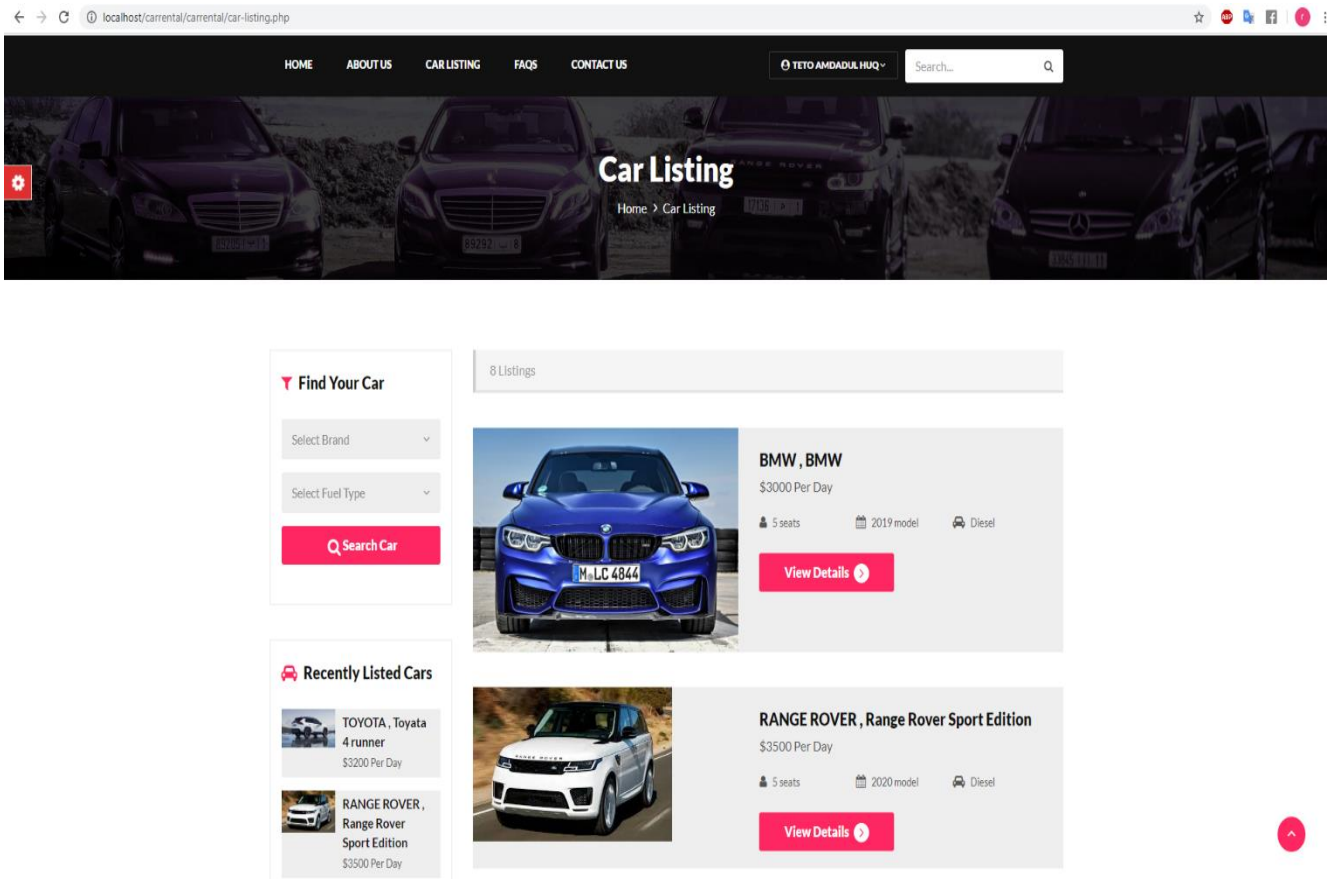 localhost/carrental/carrental/car-listing.php
HOME ABOUT US CAR LISTING FAQS CONTACT US
TETO AMDADUL HUQ
Search...
Car Listing
Home > Car Listing
Find Your Car
Select Brand
Select Fuel Type
Search Car
8 Listings
BMW , BMW
$3000 Per Day
5 seats 2019 model Diesel
View Details
M LC 4844
Recently Listed Cars
TOYOTA , Toyata
4 runner
$3200 Per Day
RANGE ROVER ,
Range Rover
Sport Edition
$3500 Per Day
RANGE ROVER , Range Rover Sport Edition
$3500 Per Day
5 seats 2020 model Diesel
View Details
RANGE ROVER
ABP